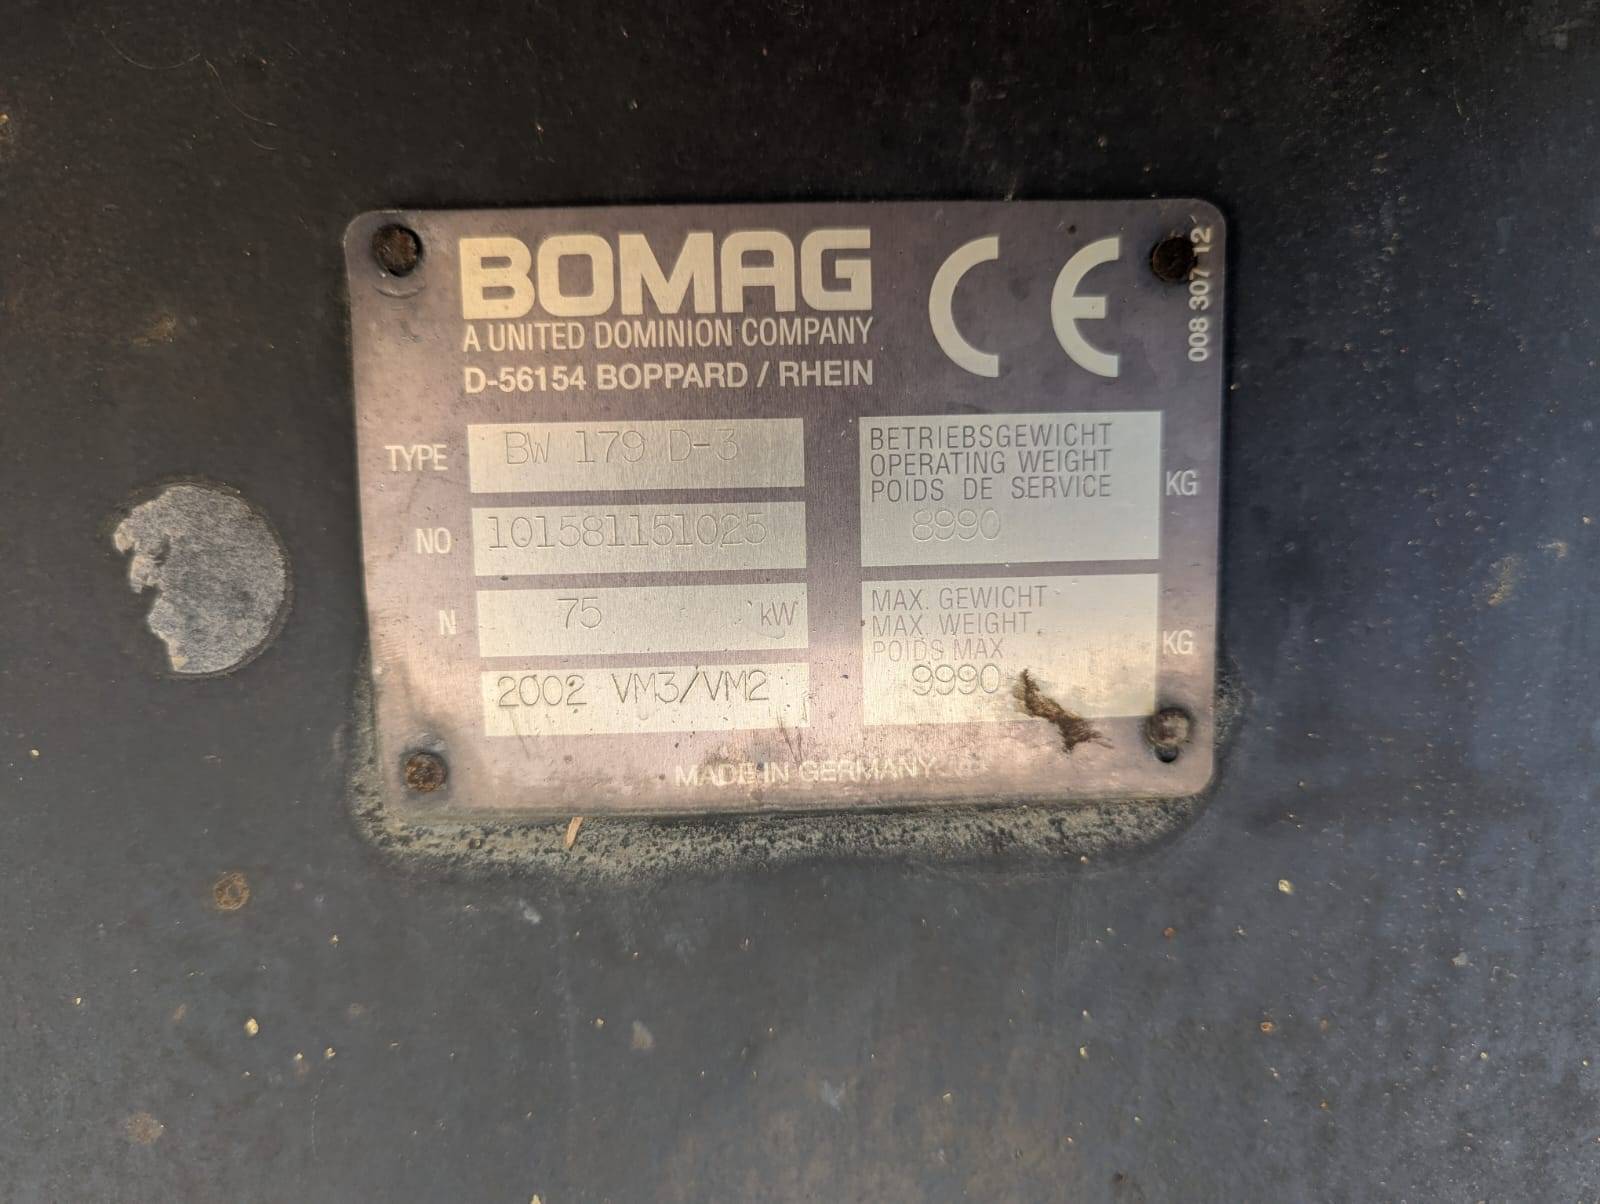 BOMAG
A UNITED DOMINION COMPANY
D-56154 BOPPARD / RHEIN
CE
008 307 12
TYPE BW 179 D-3
NO 101581151025
N 75 kW
2002 VM3/VM2
BETRIEBSGEWICHT
OPERATING WEIGHT
POIDS DE SERVICE
8990 KG
MAX. GEWICHT
MAX. WEIGHT
POIDS MAX
9990 KG
MADE IN GERMANY